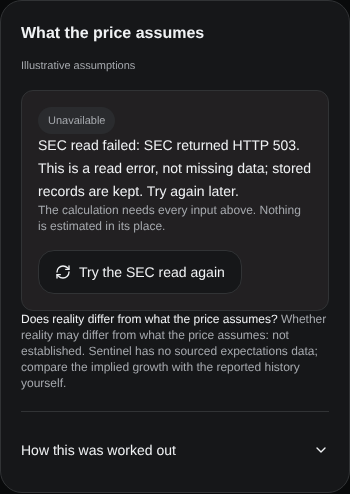 What the price assumes
Illustrative assumptions
Unavailable
SEC read failed: SEC returned HTTP 503.
This is a read error, not missing data; stored
records are kept. Try again later.
The calculation needs every input above. Nothing
is estimated in its place.
Try the SEC read again
Does reality differ from what the price assumes? Whether
reality may differ from what the price assumes: not
established. Sentinel has no sourced expectations data;
compare the implied growth with the reported history
yourself.
How this was worked out